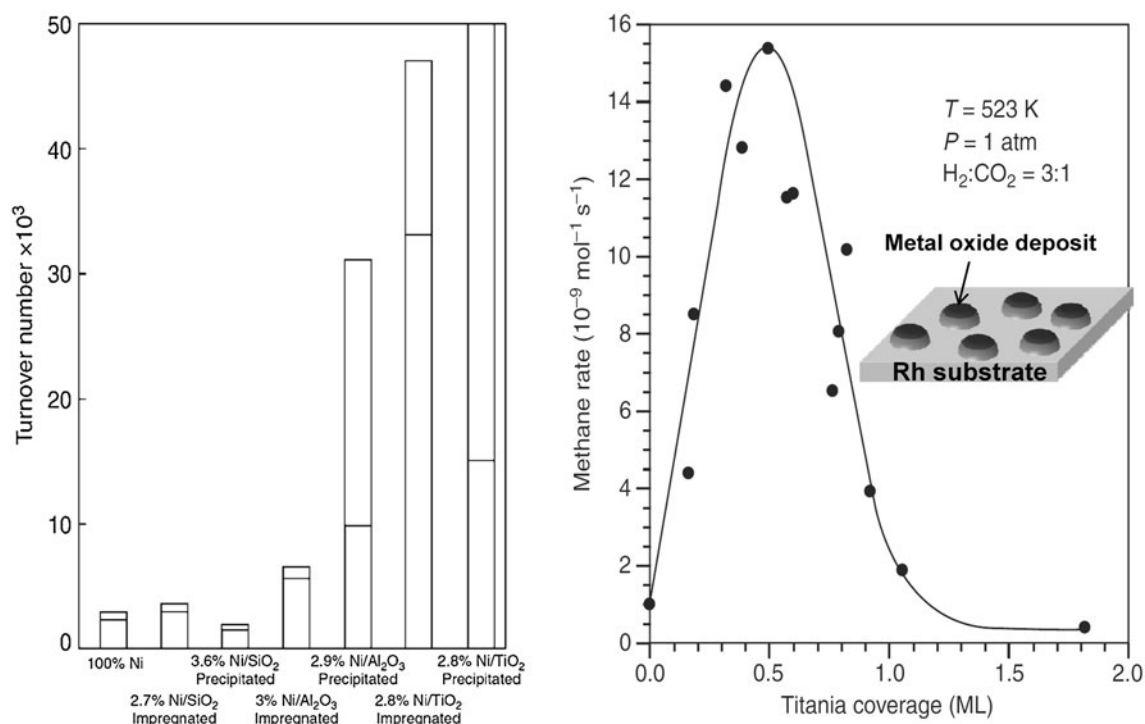 50
40
30
20
10
0
Turnover number ×10³
100% Ni
3.6% Ni/SiO₂
Precipitated
2.9% Ni/Al₂O₃
Precipitated
2.8% Ni/TiO₂
Precipitated
2.7% Ni/SiO₂
Impregnated
3% Ni/Al₂O₃
Impregnated
2.8% Ni/TiO₂
Impregnated
16
14
12
10
8
6
4
2
0
Methane rate (10⁻⁹ mol⁻¹ s⁻¹)
T = 523 K
P = 1 atm
H₂:CO₂ = 3:1
Metal oxide deposit
Rh substrate
0.0
0.5
1.0
1.5
2.0
Titania coverage (ML)